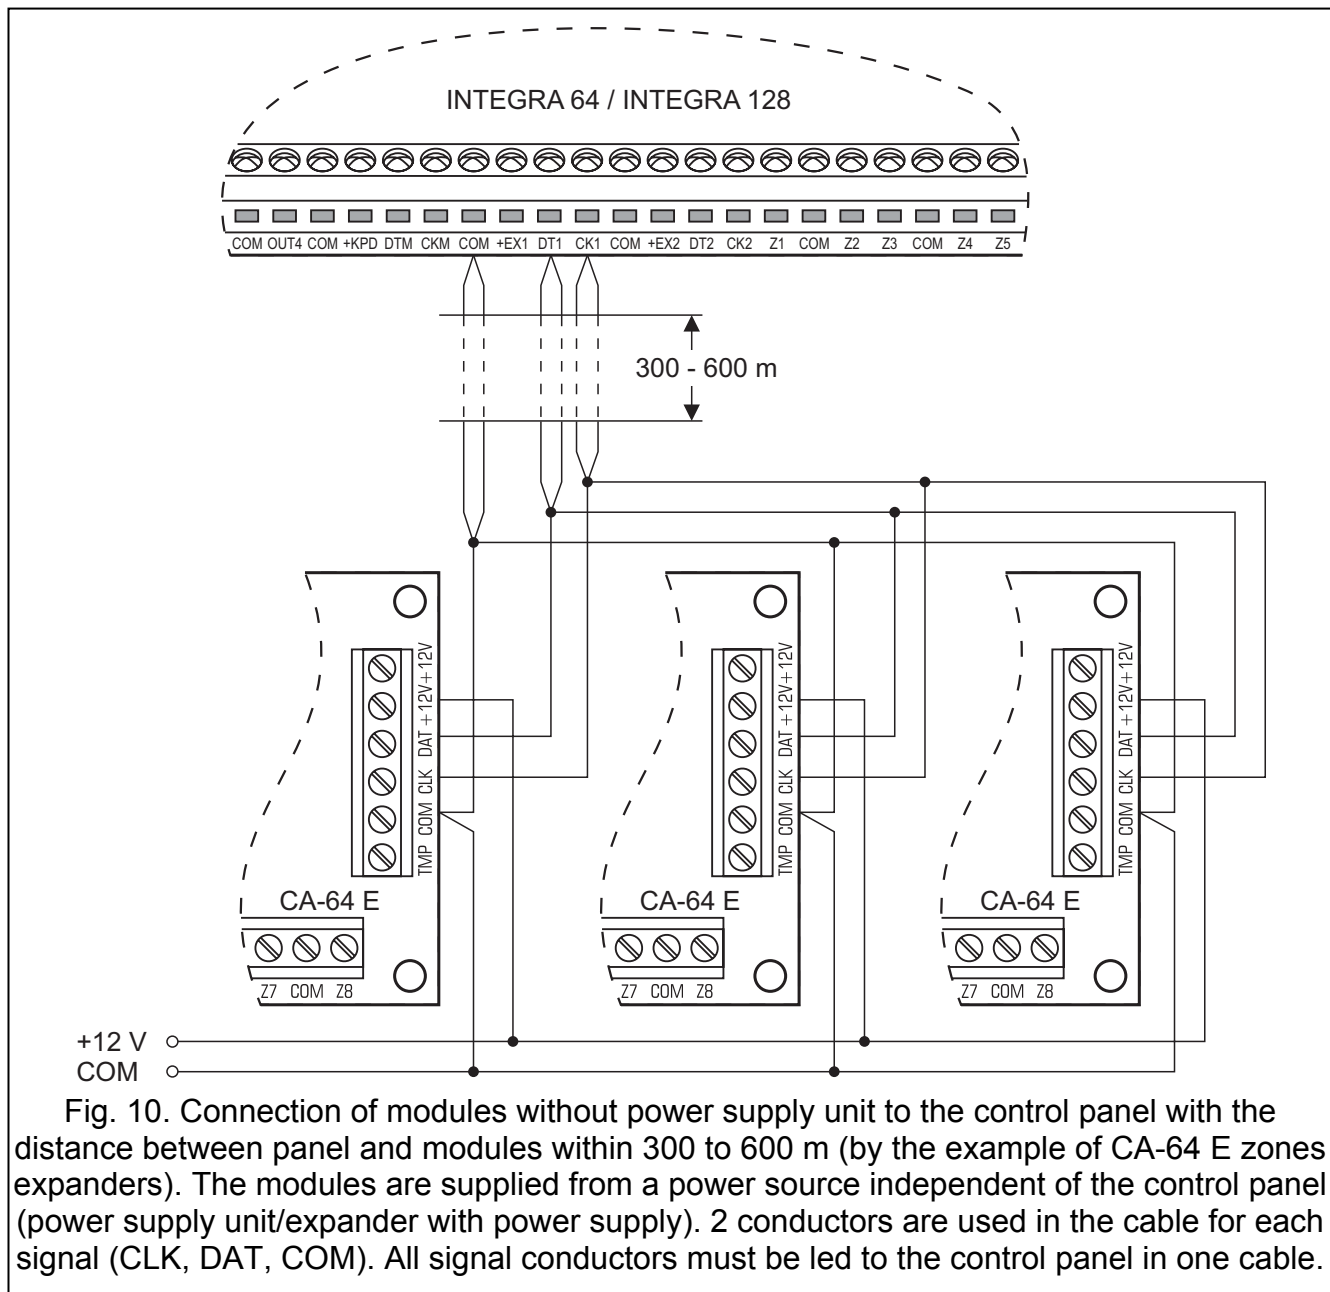 INTEGRA 64 / INTEGRA 128
COM OUT4 COM +KPD DTM CKM COM +EX1 DT1 CK1 COM +EX2 DT2 CK2 Z1 COM Z2 Z3 COM Z4 Z5
300 - 600 m
TMP COM CLK DAT +12V +12V
TMP COM CLK DAT +12V +12V
TMP COM CLK DAT +12V +12V
CA-64 E
CA-64 E
CA-64 E
Z7 COM Z8
Z7 COM Z8
Z7 COM Z8
+12 V
COM
Fig. 10. Connection of modules without power supply unit to the control panel with the
distance between panel and modules within 300 to 600 m (by the example of CA-64 E zones
expanders). The modules are supplied from a power source independent of the control panel
(power supply unit/expander with power supply). 2 conductors are used in the cable for each
signal (CLK, DAT, COM). All signal conductors must be led to the control panel in one cable.